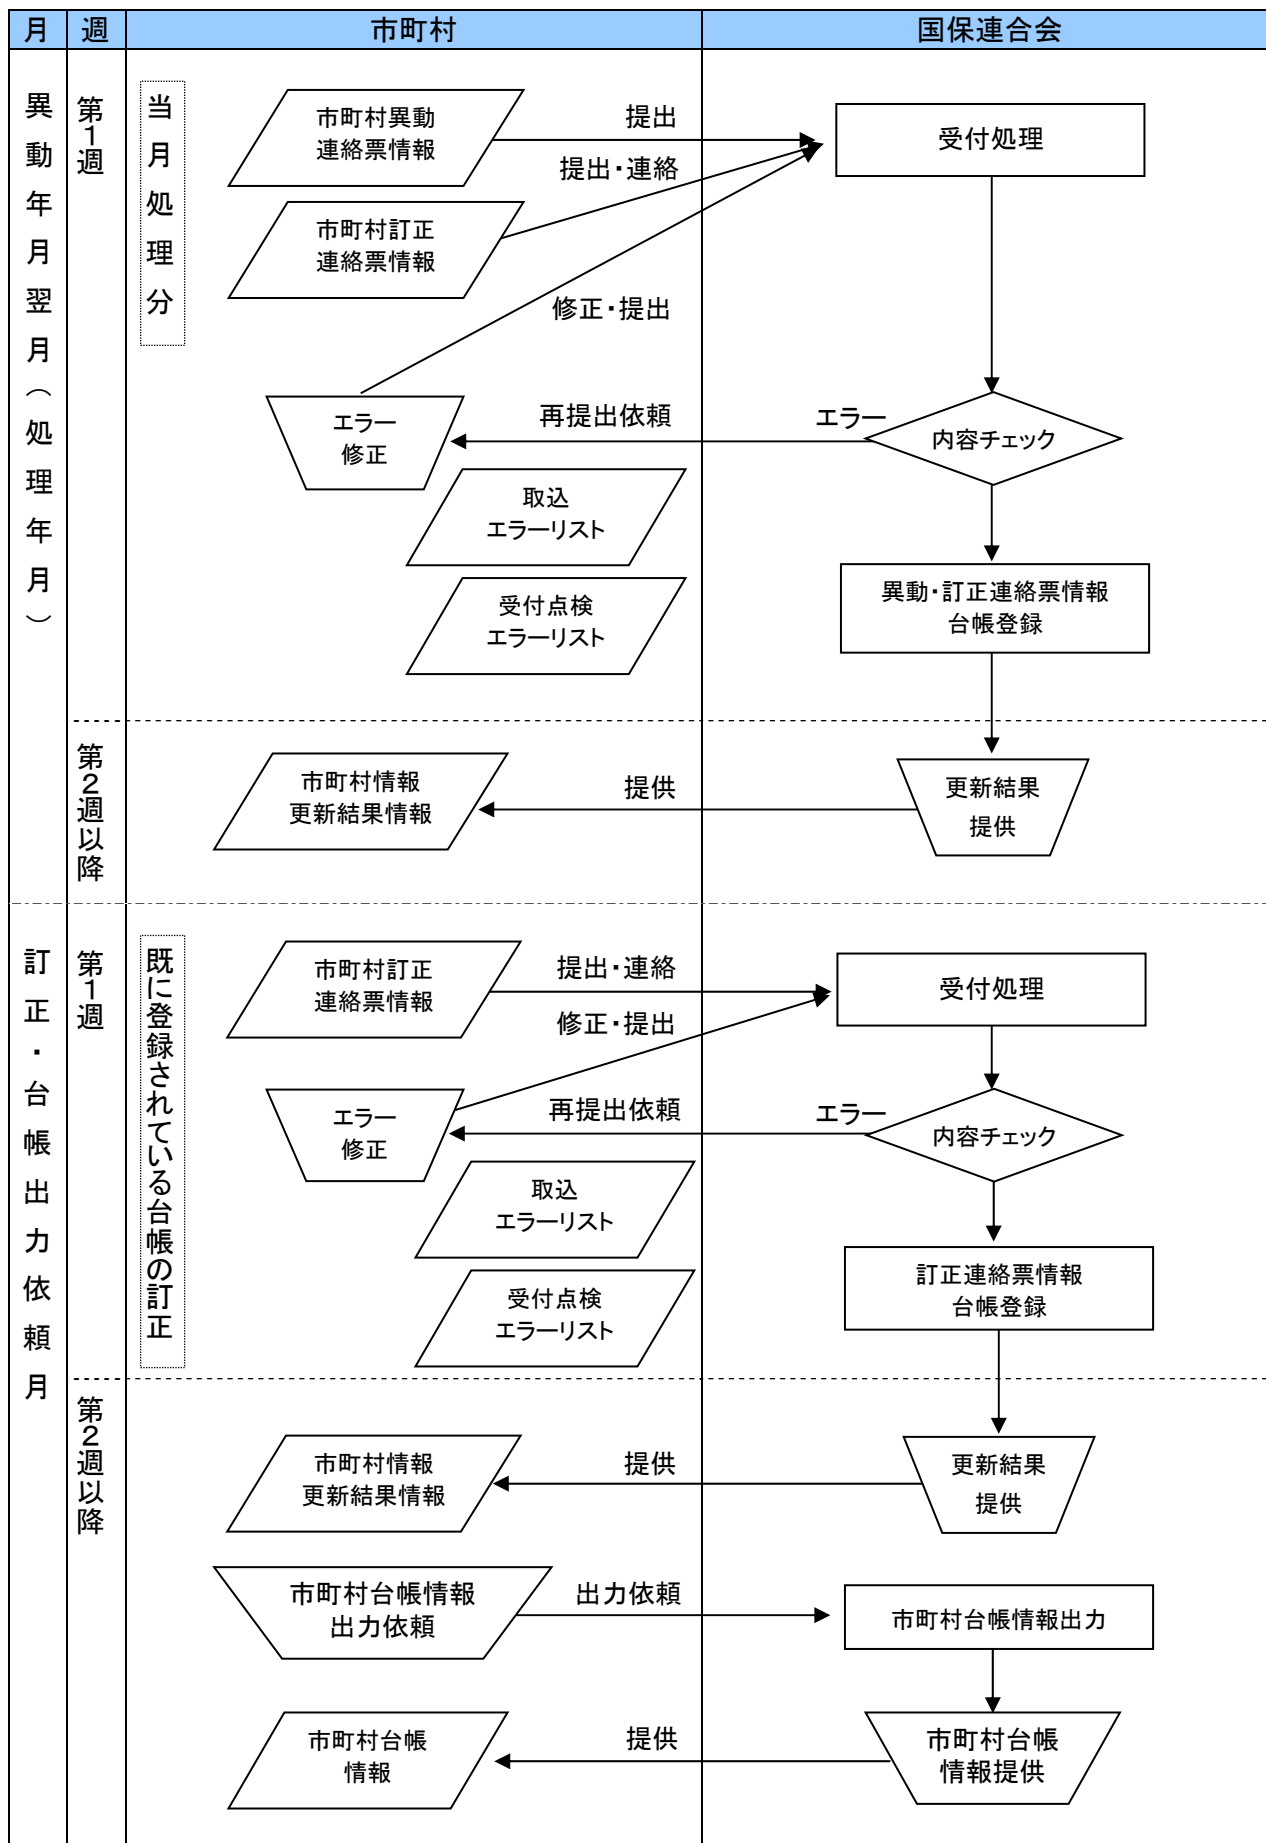 月
週
市町村
国保連合会
異動年月翌月（処理年月）
第１週
当月処理分
市町村異動
連絡票情報
提出
受付処理
提出・連絡
市町村訂正
連絡票情報
修正・提出
エラー
修正
再提出依頼
エラー
内容チェック
取込
エラーリスト
異動・訂正連絡票情報
台帳登録
受付点検
エラーリスト
第２週以降
市町村情報
更新結果情報
提供
更新結果
提供
訂正・台帳出力依頼月
第１週
既に登録されている台帳の訂正
市町村訂正
連絡票情報
提出・連絡
受付処理
修正・提出
エラー
修正
再提出依頼
エラー
内容チェック
取込
エラーリスト
訂正連絡票情報
台帳登録
受付点検
エラーリスト
第２週以降
市町村情報
更新結果情報
提供
更新結果
提供
市町村台帳情報
出力依頼
出力依頼
市町村台帳情報出力
市町村台帳
情報
提供
市町村台帳
情報提供